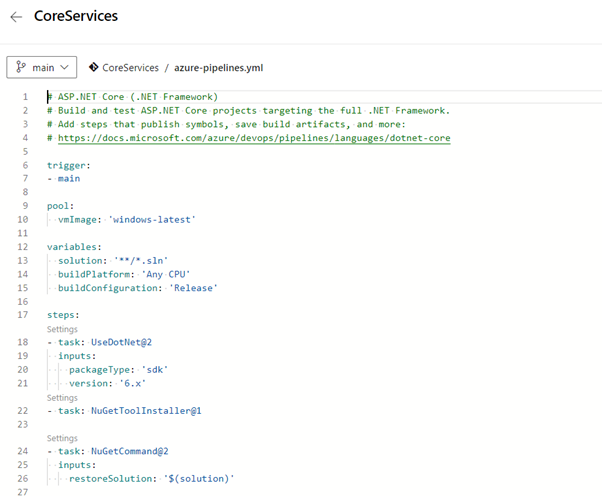 CoreServices
main CoreServices / azure-pipelines.yml
1 # ASP.NET Core (.NET Framework)
2 # Build and test ASP.NET Core projects targeting the full .NET Framework.
3 # Add steps that publish symbols, save build artifacts, and more:
4 # https://docs.microsoft.com/azure/devops/pipelines/languages/dotnet-core
5
6 trigger:
7 - main
8
9 pool:
10   vmImage: 'windows-latest'
11
12 variables:
13   solution: '**/*.sln'
14   buildPlatform: 'Any CPU'
15   buildConfiguration: 'Release'
16
17 steps:
Settings
18 - task: UseDotNet@2
19   inputs:
20     packageType: 'sdk'
21     version: '6.x'
Settings
22 - task: NuGetToolInstaller@1
23
Settings
24 - task: NuGetCommand@2
25   inputs:
26     restoreSolution: '$(solution)'
27